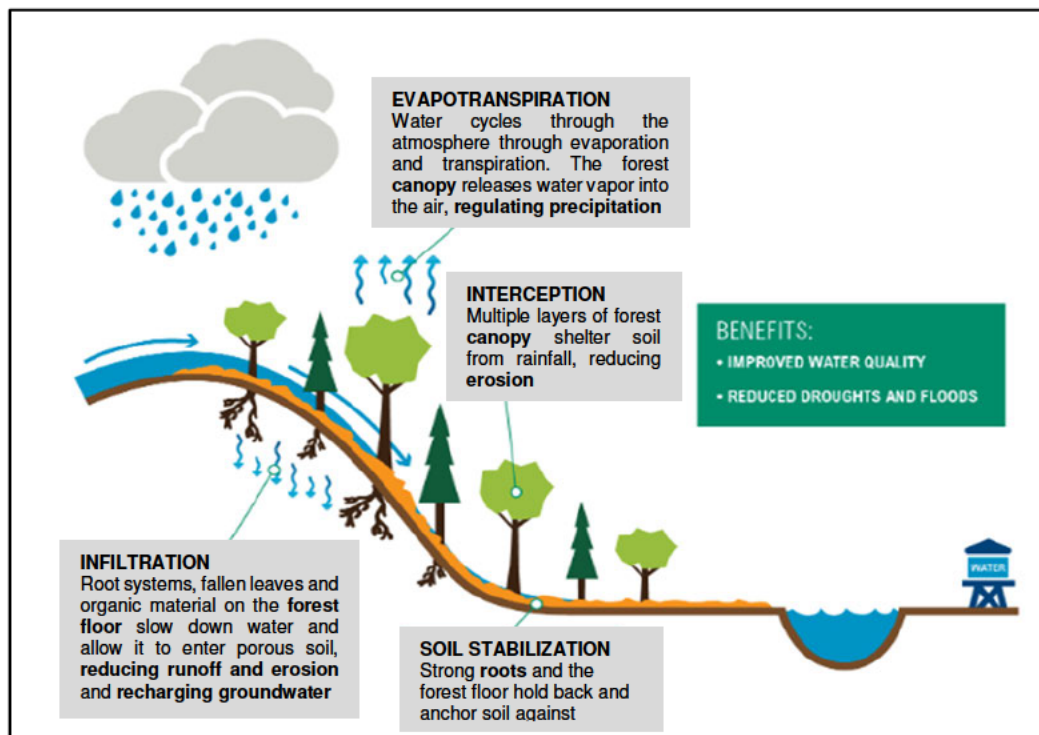 EVAPOTRANSPIRATION
Water cycles through the
atmosphere through evaporation
and transpiration. The forest
canopy releases water vapor into
the air, regulating precipitation
INTERCEPTION
Multiple layers of forest
canopy shelter soil
from rainfall, reducing
erosion
BENEFITS:
• IMPROVED WATER QUALITY
• REDUCED DROUGHTS AND FLOODS
INFILTRATION
Root systems, fallen leaves and
organic material on the forest
floor slow down water and
allow it to enter porous soil,
reducing runoff and erosion
and recharging groundwater
SOIL STABILIZATION
Strong roots and the
forest floor hold back and
anchor soil against
WATER